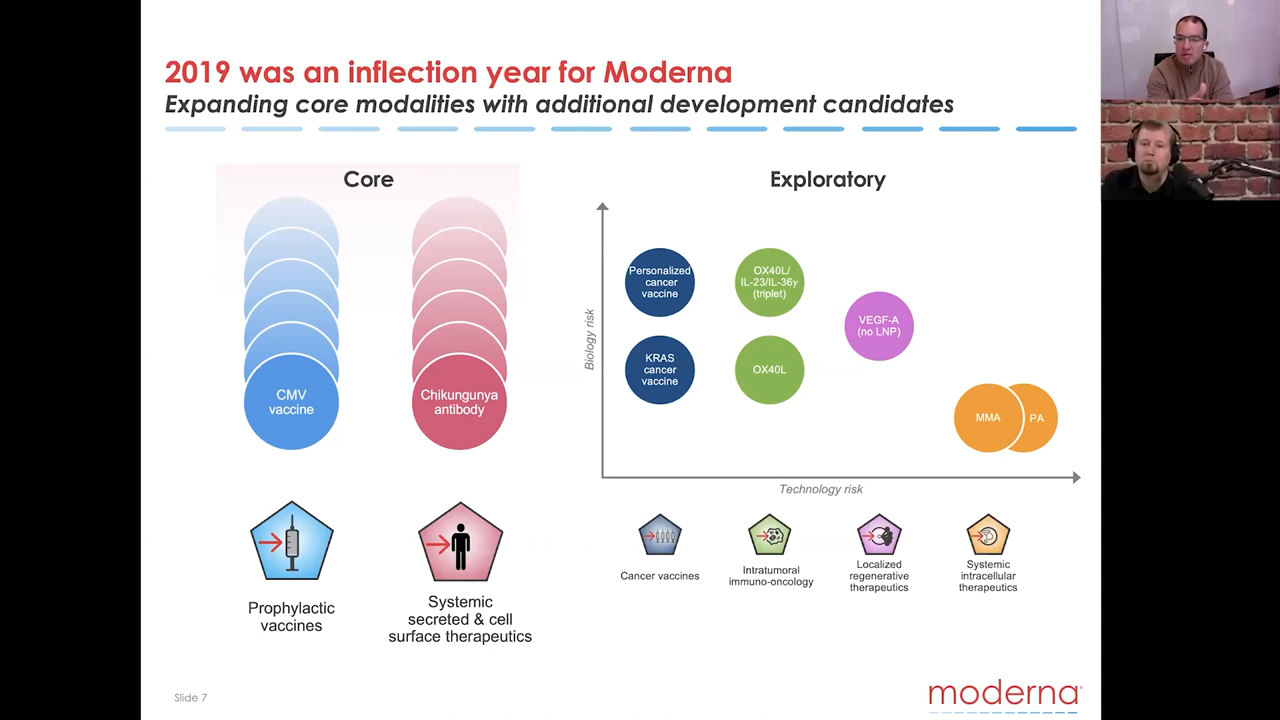 2019 was an inflection year for Moderna
Expanding core modalities with additional development candidates
Core
CMV
vaccine
Chikungunya
antibody
Prophylactic
vaccines
Systemic
secreted & cell
surface therapeutics
Exploratory
Biology risk
Personalized
cancer
vaccine
OX40L/
IL-23/IL-36γ
(triplet)
VEGF-A
(no LNP)
KRAS
cancer
vaccine
OX40L
MMA
PA
Technology risk
Cancer vaccines
Intratumoral
immuno-oncology
Localized
regenerative
therapeutics
Systemic
intracellular
therapeutics
Slide 7
moderna